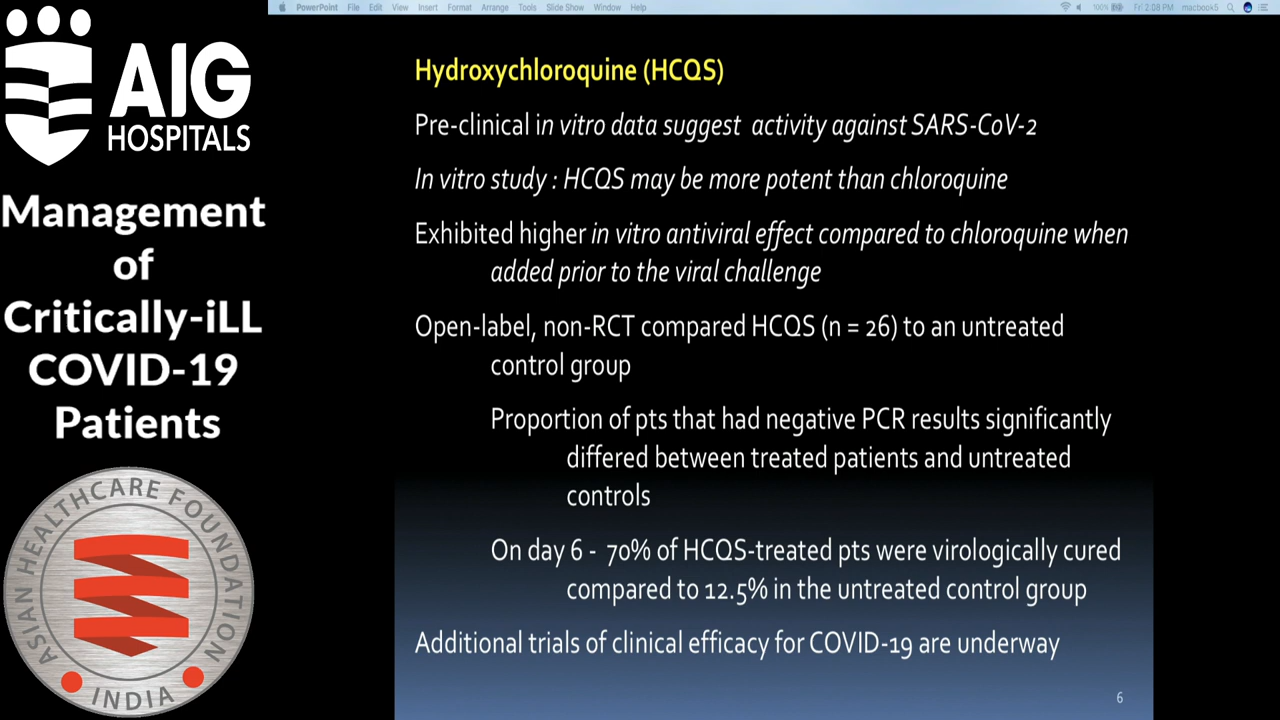 PowerPoint File Edit View Insert Format Arrange Tools Slide Show Window Help
100% Fri 2:08 PM macbook5
AIG
HOSPITALS
Management
of
Critically-iLL
COVID-19
Patients
ASIAN HEALTHCARE FOUNDATION
INDIA
Hydroxychloroquine (HCQS)
Pre-clinical in vitro data suggest activity against SARS-CoV-2
In vitro study : HCQS may be more potent than chloroquine
Exhibited higher in vitro antiviral effect compared to chloroquine when
added prior to the viral challenge
Open-label, non-RCT compared HCQS (n = 26) to an untreated
control group
Proportion of pts that had negative PCR results significantly
differed between treated patients and untreated
controls
On day 6 - 70% of HCQS-treated pts were virologically cured
compared to 12.5% in the untreated control group
Additional trials of clinical efficacy for COVID-19 are underway
6